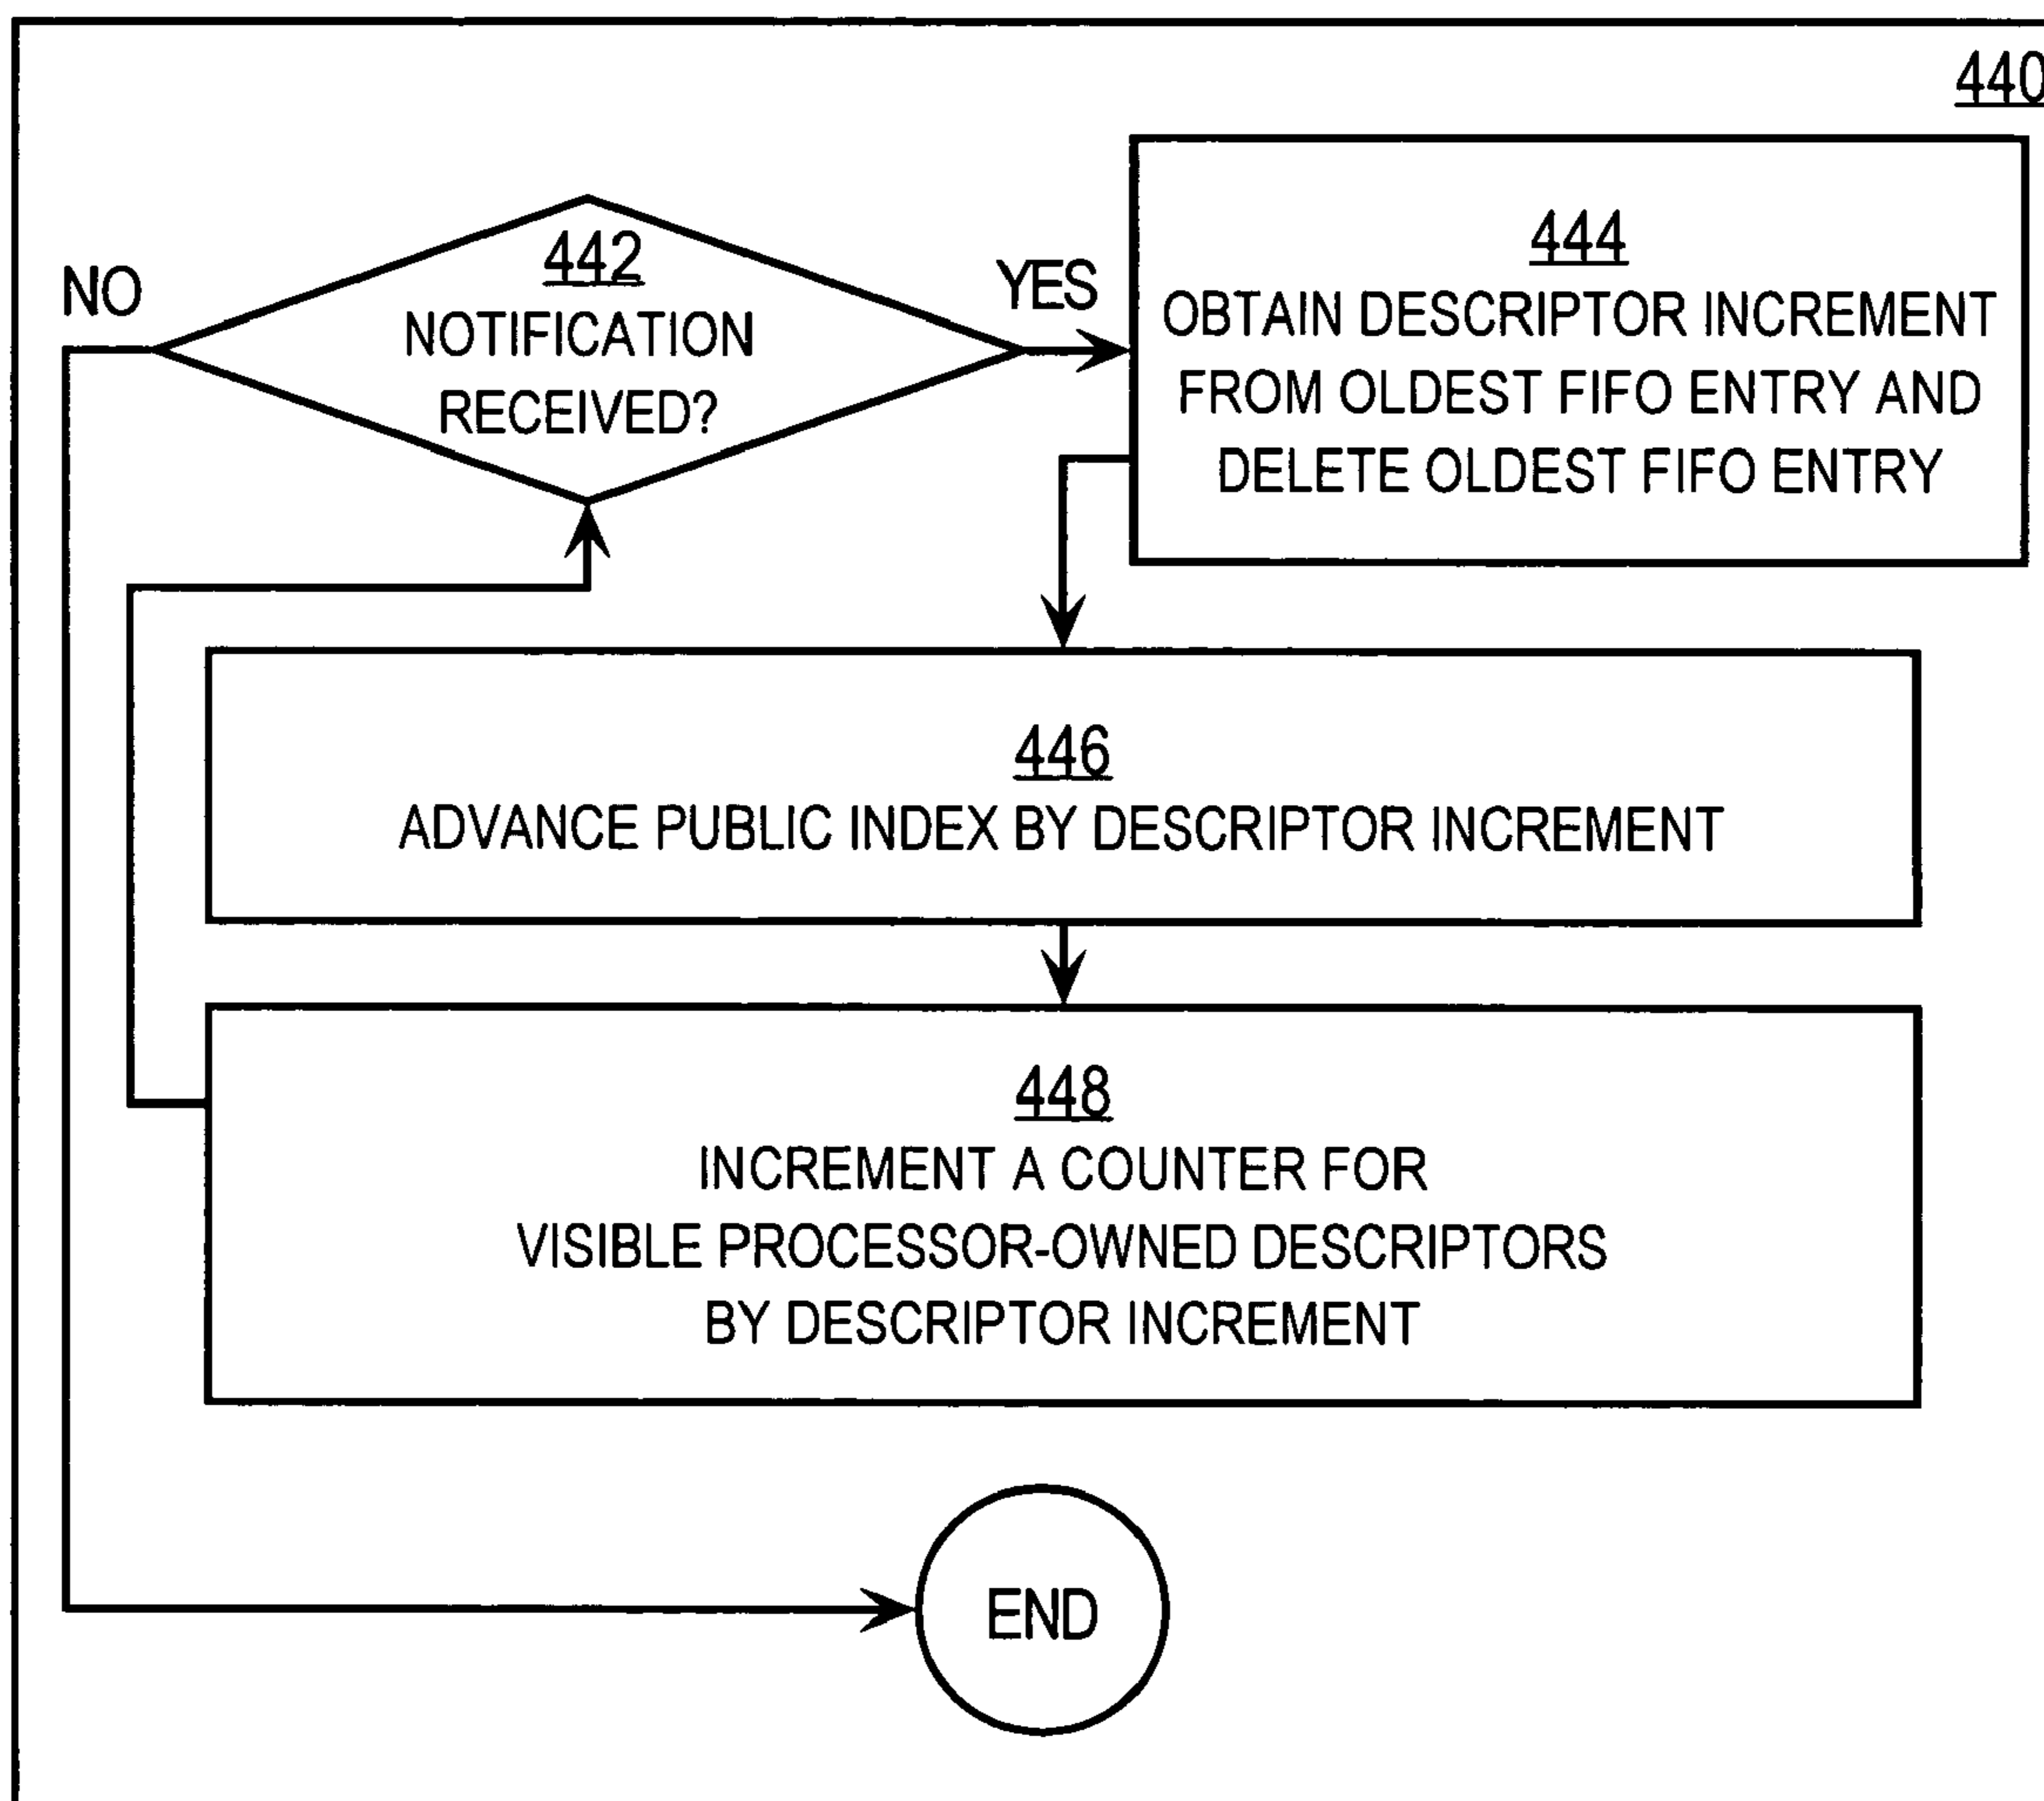 440
442
NOTIFICATION
RECEIVED?
NO
YES
444
OBTAIN DESCRIPTOR INCREMENT
FROM OLDEST FIFO ENTRY AND
DELETE OLDEST FIFO ENTRY
446
ADVANCE PUBLIC INDEX BY DESCRIPTOR INCREMENT
448
INCREMENT A COUNTER FOR
VISIBLE PROCESSOR-OWNED DESCRIPTORS
BY DESCRIPTOR INCREMENT
END